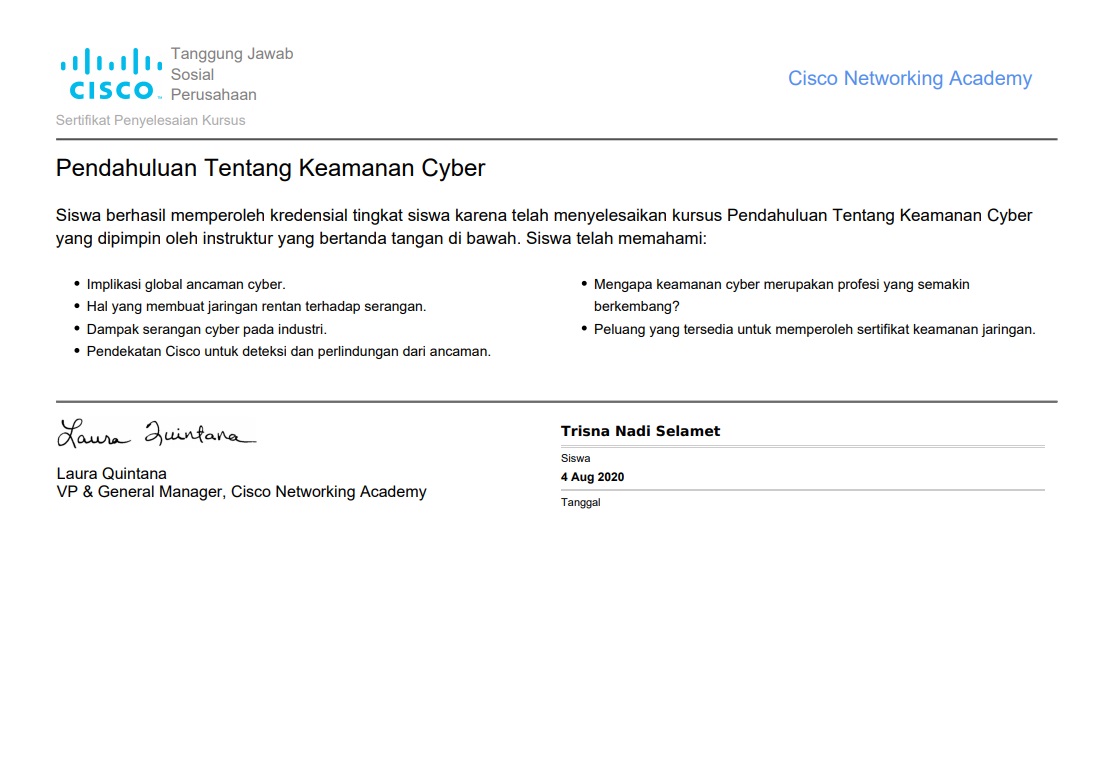 CISCO
Tanggung Jawab
Sosial
Perusahaan
Cisco Networking Academy
Sertifikat Penyelesaian Kursus
Pendahuluan Tentang Keamanan Cyber
Siswa berhasil memperoleh kredensial tingkat siswa karena telah menyelesaikan kursus Pendahuluan Tentang Keamanan Cyber
yang dipimpin oleh instruktur yang bertanda tangan di bawah. Siswa telah memahami:
• Implikasi global ancaman cyber.
• Hal yang membuat jaringan rentan terhadap serangan.
• Dampak serangan cyber pada industri.
• Pendekatan Cisco untuk deteksi dan perlindungan dari ancaman.
• Mengapa keamanan cyber merupakan profesi yang semakin
berkembang?
• Peluang yang tersedia untuk memperoleh sertifikat keamanan jaringan.
Laura Quintana
Laura Quintana
VP & General Manager, Cisco Networking Academy
Trisna Nadi Selamet
Siswa
4 Aug 2020
Tanggal